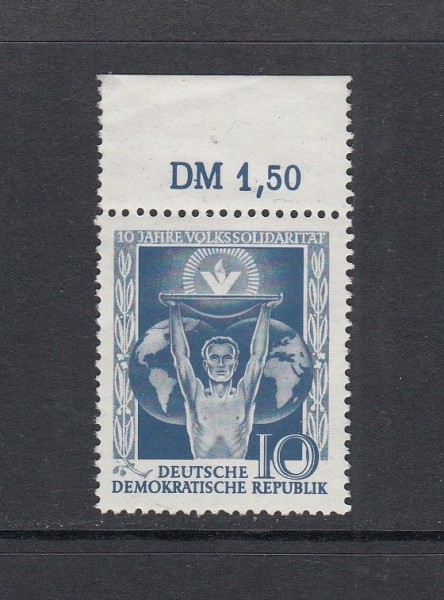 DM 1,50
10 JAHRE VOLKSSOLIDARITÄT
DEUTSCHE 10
DEMOKRATISCHE REPUBLIK